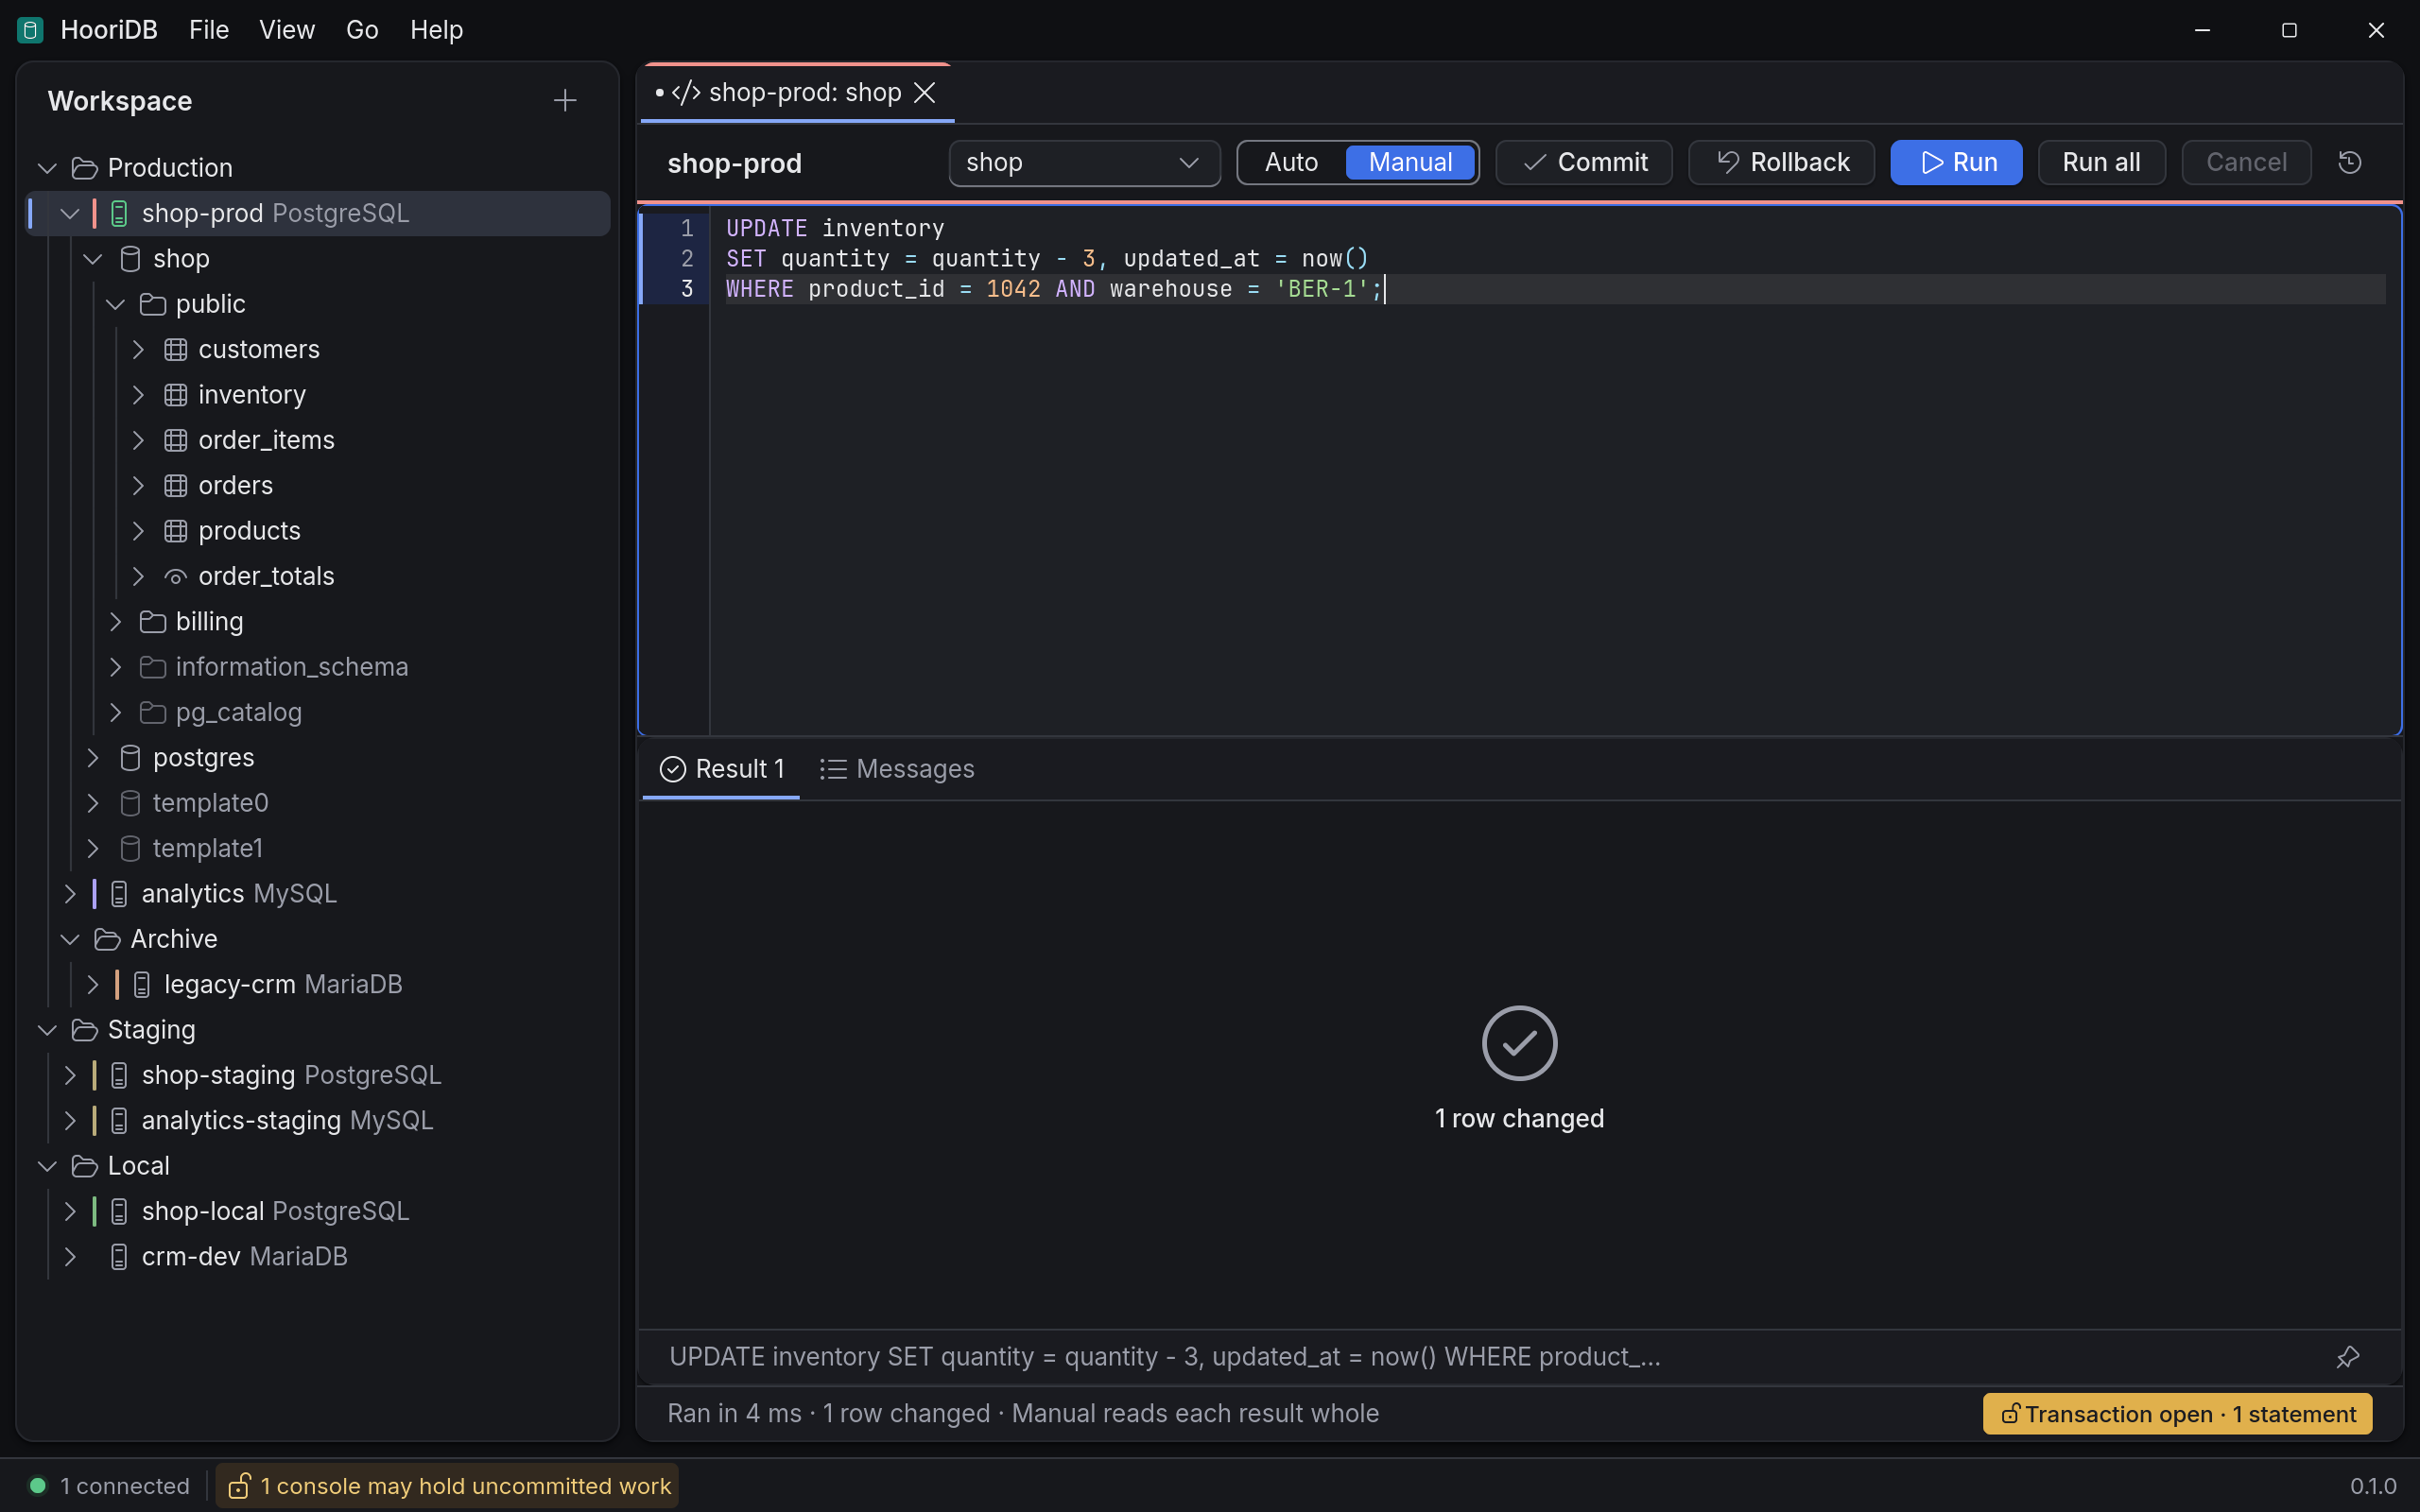 HooriDB File View Go Help
Workspace
Production
shop-prod PostgreSQL
shop
public
customers
inventory
order_items
orders
products
order_totals
billing
information_schema
pg_catalog
postgres
template0
template1
analytics MySQL
Archive
legacy-crm MariaDB
Staging
shop-staging PostgreSQL
analytics-staging MySQL
Local
shop-local PostgreSQL
crm-dev MariaDB
shop-prod: shop
shop-prod shop Auto Manual Commit Rollback Run Run all Cancel
1 UPDATE inventory
2 SET quantity = quantity - 3, updated_at = now()
3 WHERE product_id = 1042 AND warehouse = 'BER-1';
Result 1 Messages
1 row changed
UPDATE inventory SET quantity = quantity - 3, updated_at = now() WHERE product_...
Ran in 4 ms · 1 row changed · Manual reads each result whole Transaction open · 1 statement
1 connected 1 console may hold uncommitted work 0.1.0